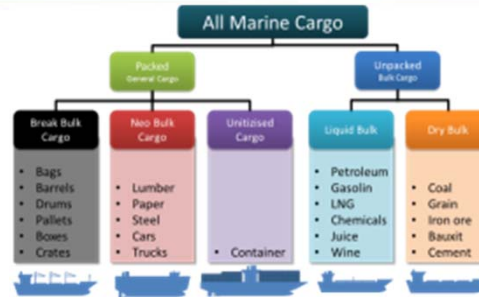 All Marine Cargo
Packed
General Cargo
Unpacked
Bulk Cargo
Break Bulk
Cargo
• Bags
• Barrels
• Drums
• Pallets
• Boxes
• Crates
Neo Bulk
Cargo
• Lumber
• Paper
• Steel
• Cars
• Trucks
Unitizised
Cargo
• Container
Liquid Bulk
• Petroleum
• Gasolin
• LNG
• Chemicals
• Juice
• Wine
Dry Bulk
• Coal
• Grain
• Iron ore
• Bauxit
• Cement